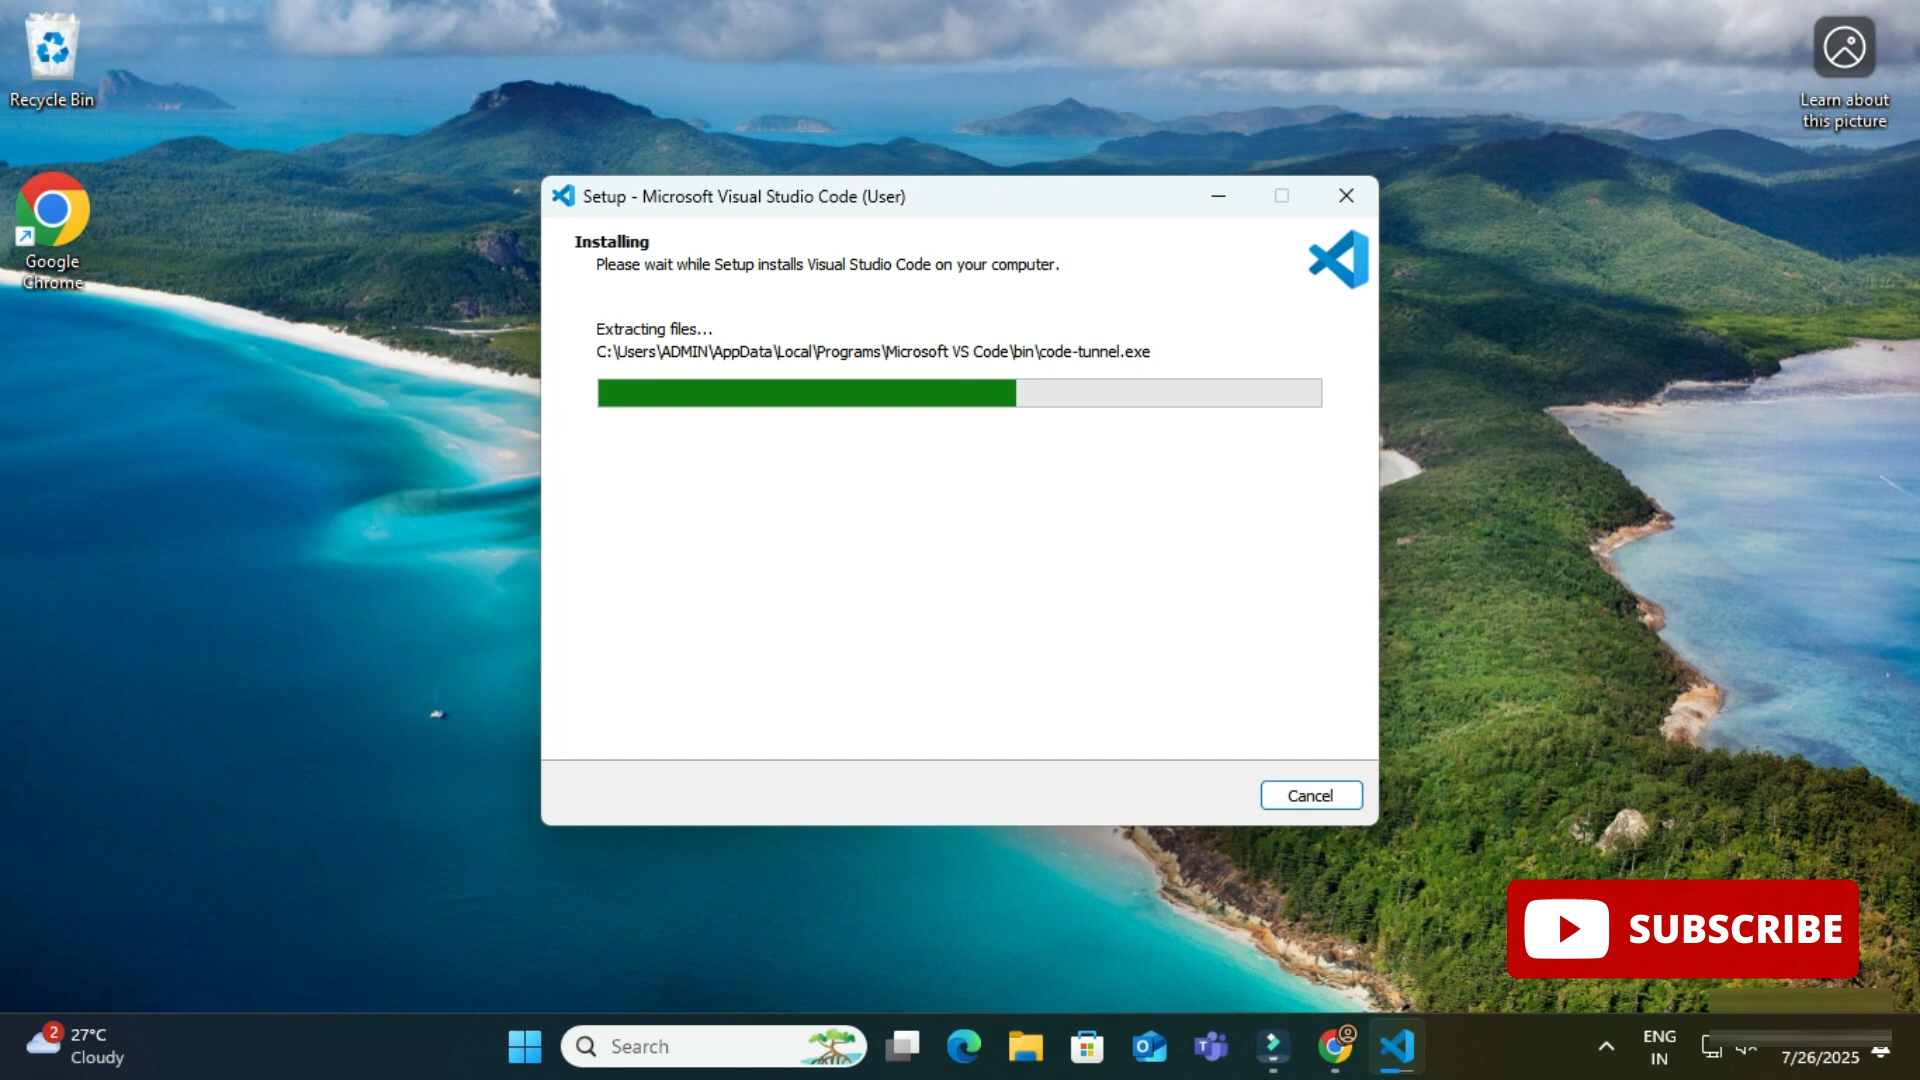 Recycle Bin
Learn about
this picture
Google
Chrome
Setup - Microsoft Visual Studio Code (User)
Installing
Please wait while Setup installs Visual Studio Code on your computer.
Extracting files...
C:\Users\ADMIN\AppData\Local\Programs\Microsoft VS Code\bin\code-tunnel.exe
Cancel
SUBSCRIBE
2
27°C
Cloudy
Search
ENG
IN
7/26/2025